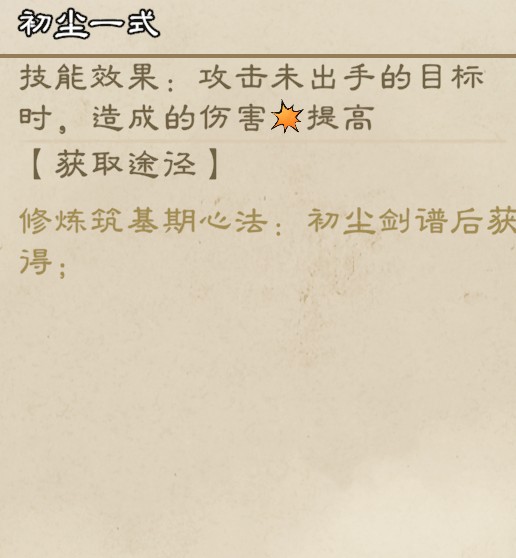 初尘一式
技能效果：攻击未出手的目标
时，造成的伤害提高
【获取途径】
修炼筑基期心法：初尘剑谱后获
得；